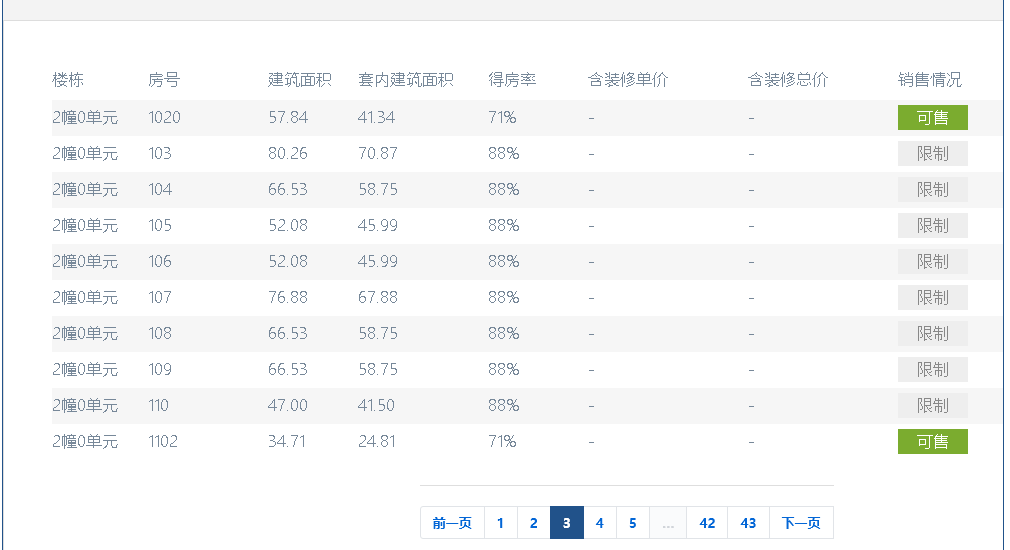 楼栋 房号 建筑面积 套内建筑面积 得房率 含装修单价 含装修总价 销售情况
2幢0单元 1020 57.84 41.34 71% - - 可售
2幢0单元 103 80.26 70.87 88% - - 限制
2幢0单元 104 66.53 58.75 88% - - 限制
2幢0单元 105 52.08 45.99 88% - - 限制
2幢0单元 106 52.08 45.99 88% - - 限制
2幢0单元 107 76.88 67.88 88% - - 限制
2幢0单元 108 66.53 58.75 88% - - 限制
2幢0单元 109 66.53 58.75 88% - - 限制
2幢0单元 110 47.00 41.50 88% - - 限制
2幢0单元 1102 34.71 24.81 71% - - 可售
前一页 1 2 3 4 5 ... 42 43 下一页